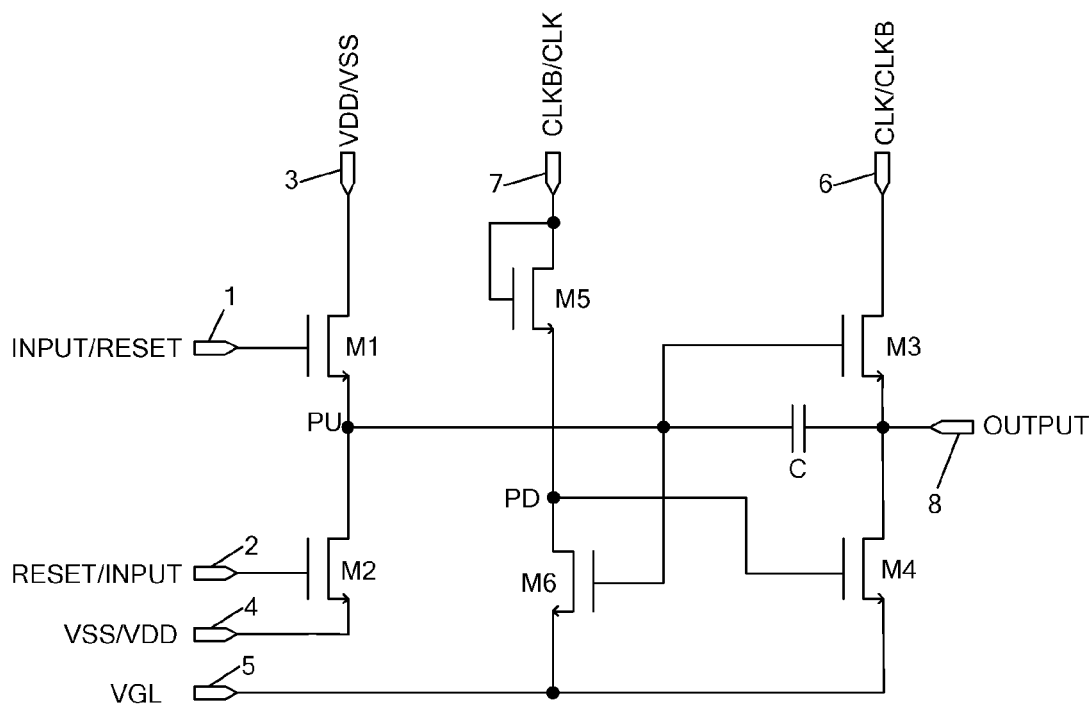 VDD/VSS
CLKB/CLK
CLK/CLKB
3
7
6
M5
1
INPUT/RESET
M1
M3
PU
OUTPUT
C
8
PD
2
RESET/INPUT
M2
M6
M4
4
VSS/VDD
5
VGL